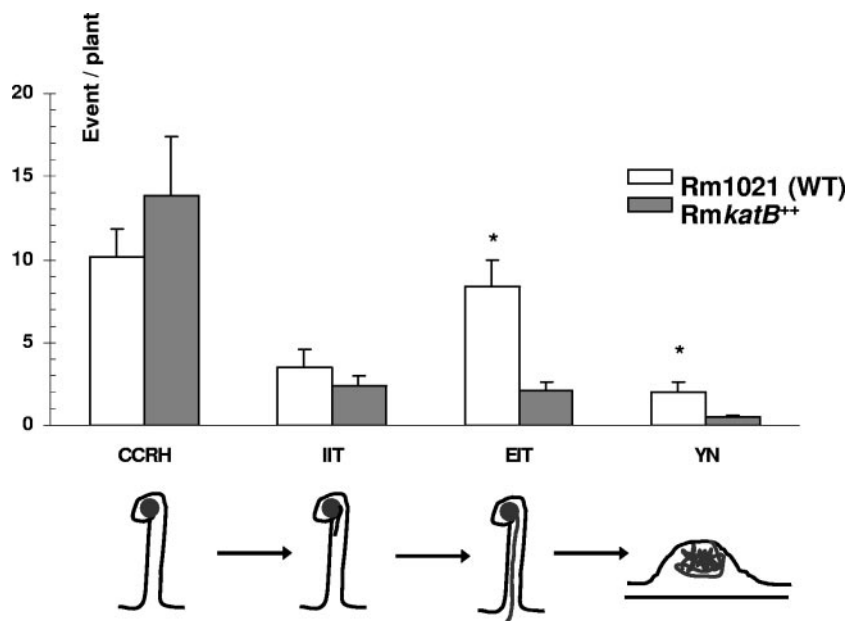 Event / plant
20
15
10
5
0
Rm1021 (WT)
RmkatB++
*
*
CCRH IIT EIT YN